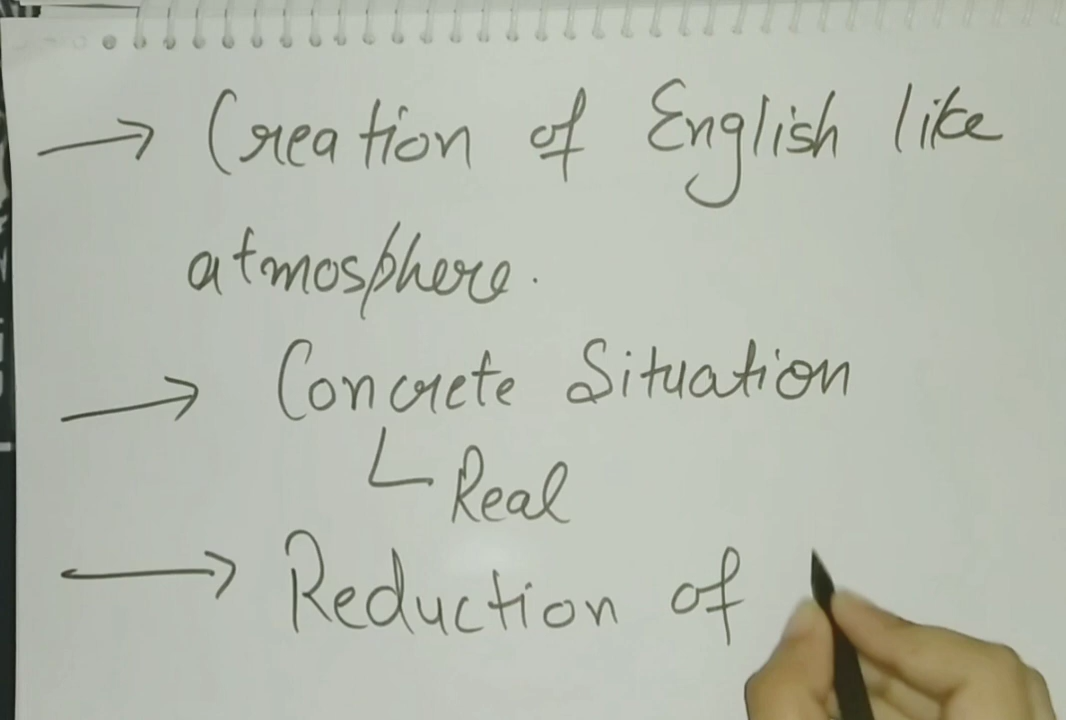 → Creation of English like
atmosphere.
→ Concrete Situation
Real
→ Reduction of